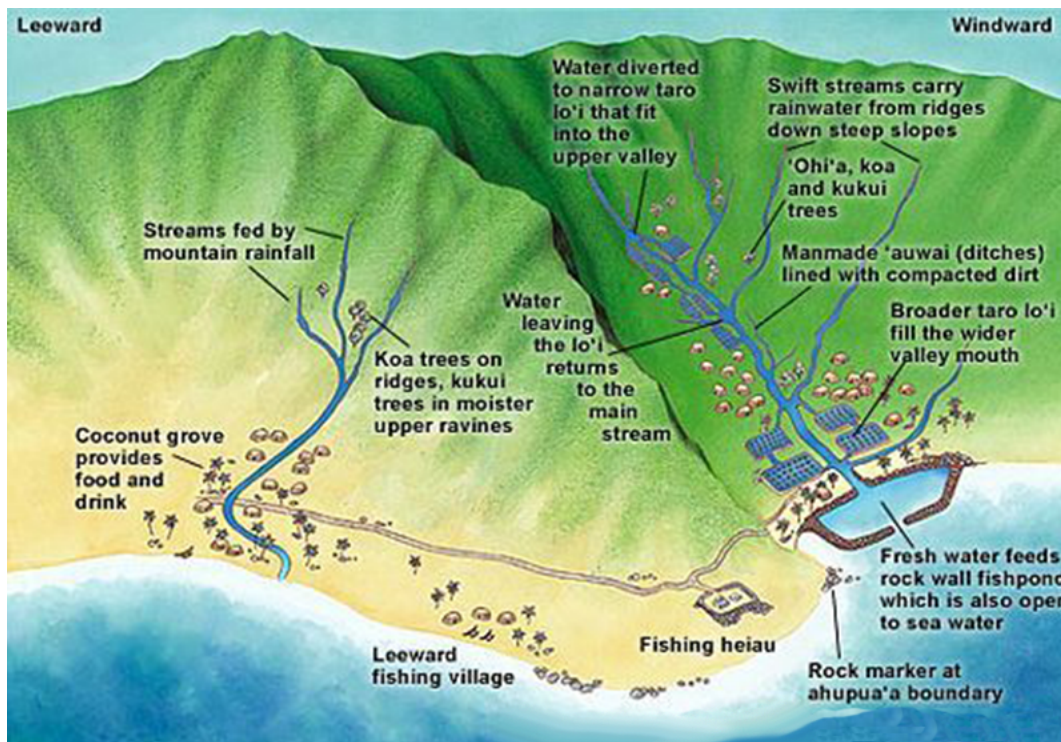 Leeward
Windward
Water diverted
to narrow taro
lo'i that fit
into the
upper valley
Swift streams carry
rainwater from ridges
down steep slopes
'Ohi'a, koa
and kukui
trees
Streams fed by
mountain rainfall
Manmade 'auwai (ditches)
lined with compacted dirt
Water
leaving
the lo'i
returns
to the
main
stream
Broader taro lo'i
fill the wider
valley mouth
Koa trees on
ridges, kukui
trees in moister
upper ravines
Coconut grove
provides
food and
drink
Fresh water feeds
rock wall fishpond
which is also open
to sea water
Fishing heiau
Leeward
fishing village
Rock marker at
ahupua'a boundary